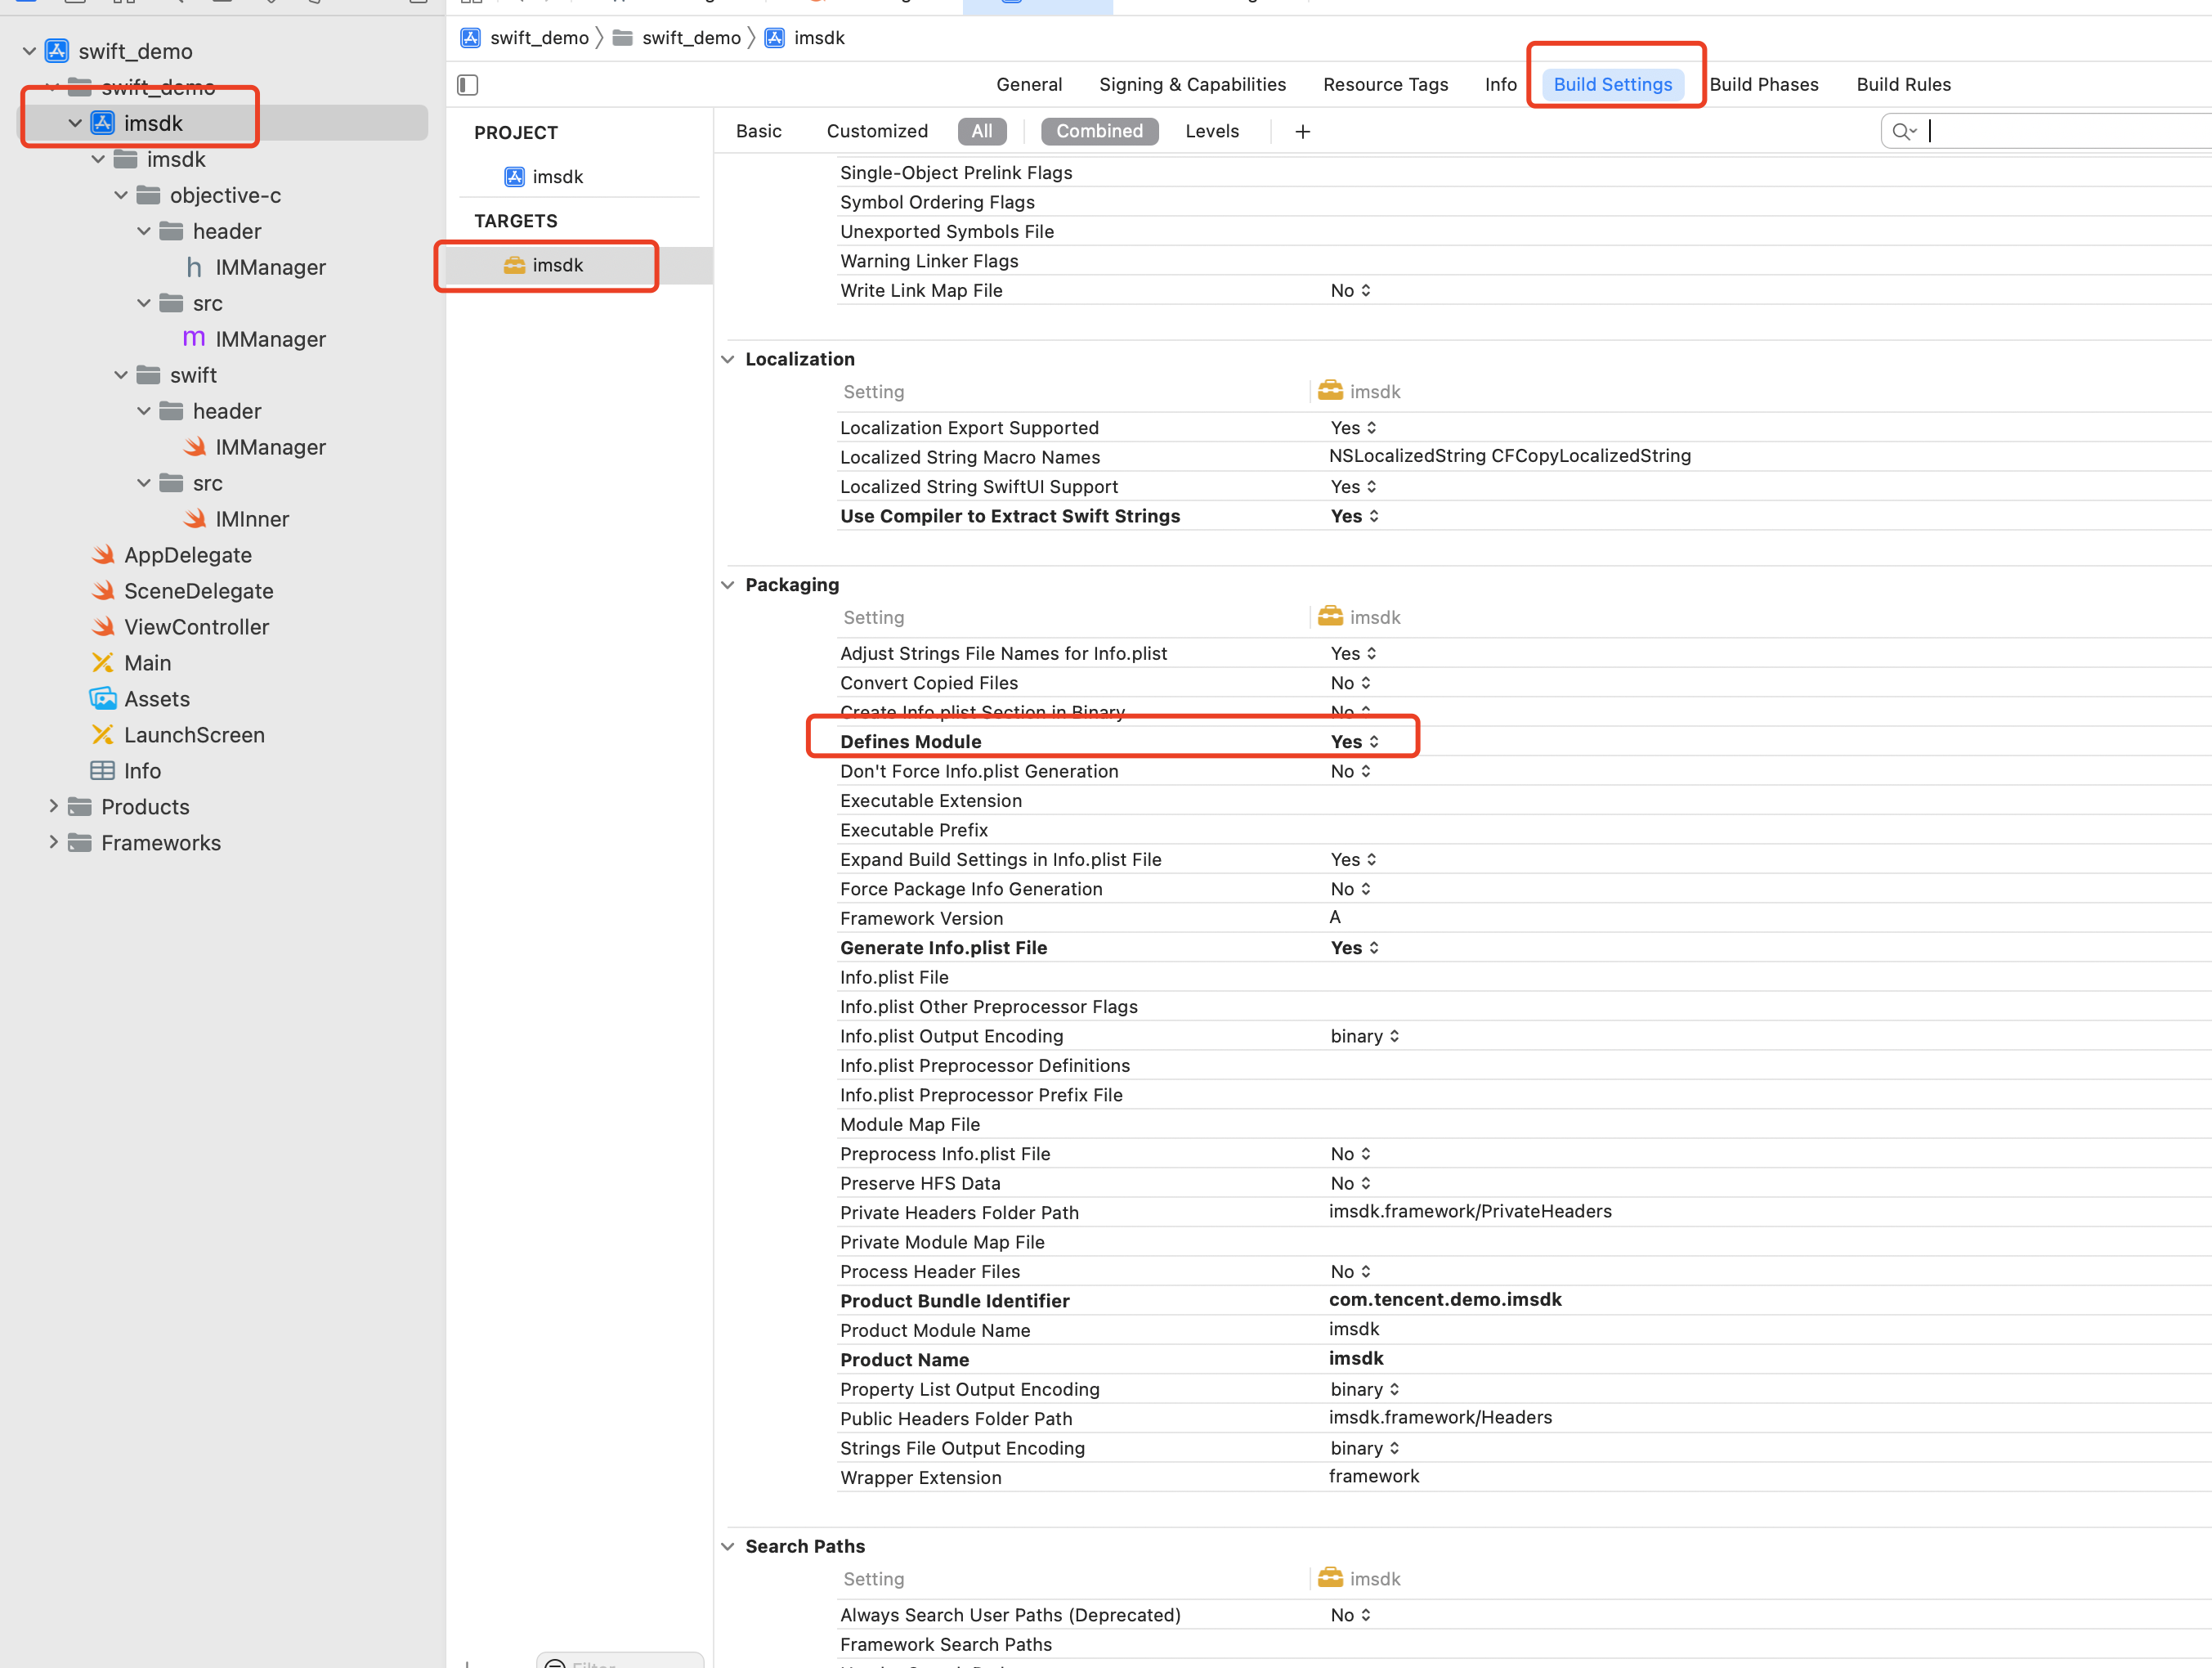 swift_demo
swift_demo
imsdk
imsdk
objective-c
header
IMManager
src
IMManager
swift
header
IMManager
src
IMInner
AppDelegate
SceneDelegate
ViewController
Main
Assets
LaunchScreen
Info
Products
Frameworks
swift_demo swift_demo imsdk
General Signing & Capabilities Resource Tags Info Build Settings Build Phases Build Rules
PROJECT
imsdk
TARGETS
imsdk
Basic Customized All Combined Levels +
Single-Object Prelink Flags
Symbol Ordering Flags
Unexported Symbols File
Warning Linker Flags
Write Link Map File No
Localization
Setting imsdk
Localization Export Supported Yes
Localized String Macro Names NSLocalizedString CFCopyLocalizedString
Localized String SwiftUI Support Yes
Use Compiler to Extract Swift Strings Yes
Packaging
Setting imsdk
Adjust Strings File Names for Info.plist Yes
Convert Copied Files No
Create Info.plist Section in Binary No
Defines Module Yes
Don't Force Info.plist Generation No
Executable Extension
Executable Prefix
Expand Build Settings in Info.plist File Yes
Force Package Info Generation No
Framework Version A
Generate Info.plist File Yes
Info.plist File
Info.plist Other Preprocessor Flags
Info.plist Output Encoding binary
Info.plist Preprocessor Definitions
Info.plist Preprocessor Prefix File
Module Map File
Preprocess Info.plist File No
Preserve HFS Data No
Private Headers Folder Path imsdk.framework/PrivateHeaders
Private Module Map File
Process Header Files No
Product Bundle Identifier com.tencent.demo.imsdk
Product Module Name imsdk
Product Name imsdk
Property List Output Encoding binary
Public Headers Folder Path imsdk.framework/Headers
Strings File Output Encoding binary
Wrapper Extension framework
Search Paths
Setting imsdk
Always Search User Paths (Deprecated) No
Framework Search Paths